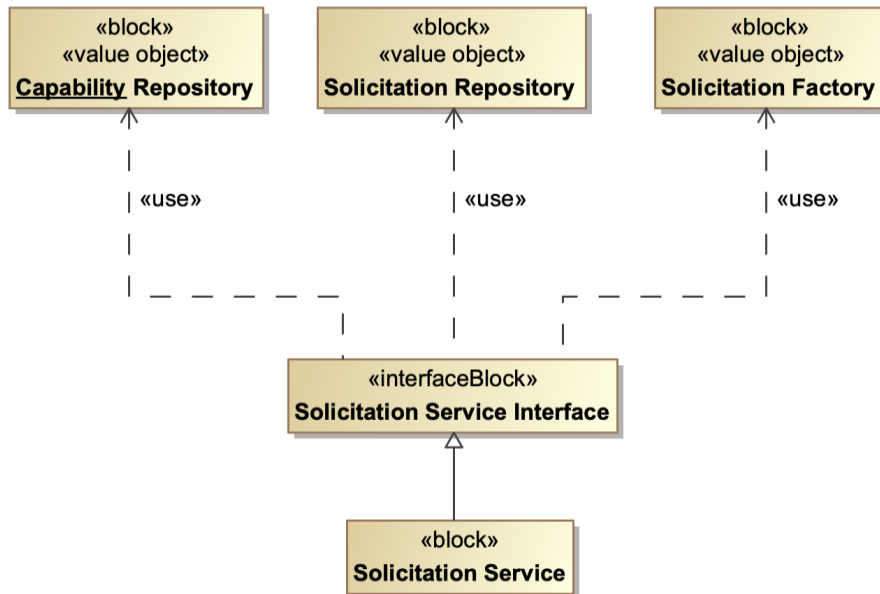 «block»
«value object»
Capability Repository
«block»
«value object»
Solicitation Repository
«block»
«value object»
Solicitation Factory
«use»
«use»
«use»
«interfaceBlock»
Solicitation Service Interface
«block»
Solicitation Service